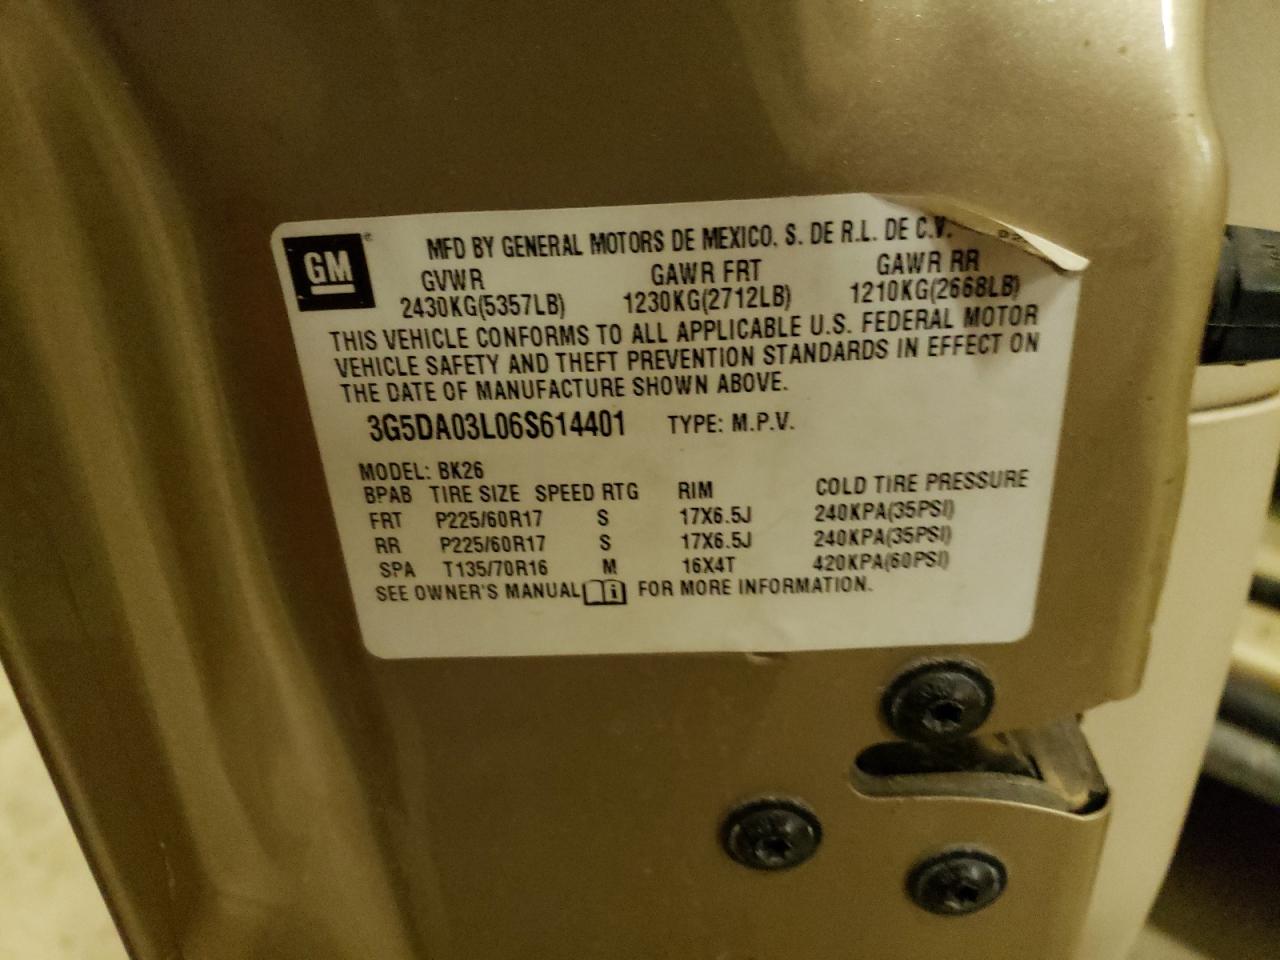 GM
MFD BY GENERAL MOTORS DE MEXICO. S. DE R.L. DE C.V.
GVWR GAWR FRT GAWR RR
2430KG(5357LB) 1230KG(2712LB) 1210KG(2668LB)
THIS VEHICLE CONFORMS TO ALL APPLICABLE U.S. FEDERAL MOTOR
VEHICLE SAFETY AND THEFT PREVENTION STANDARDS IN EFFECT ON
THE DATE OF MANUFACTURE SHOWN ABOVE.
3G5DA03L06S614401 TYPE: M.P.V.
MODEL: BK26
BPAB TIRE SIZE SPEED RTG RIM COLD TIRE PRESSURE
FRT P225/60R17 S 17X6.5J 240KPA(35PSI)
RR P225/60R17 S 17X6.5J 240KPA(35PSI)
SPA T135/70R16 M 16X4T 420KPA(60PSI)
SEE OWNER'S MANUAL i FOR MORE INFORMATION.